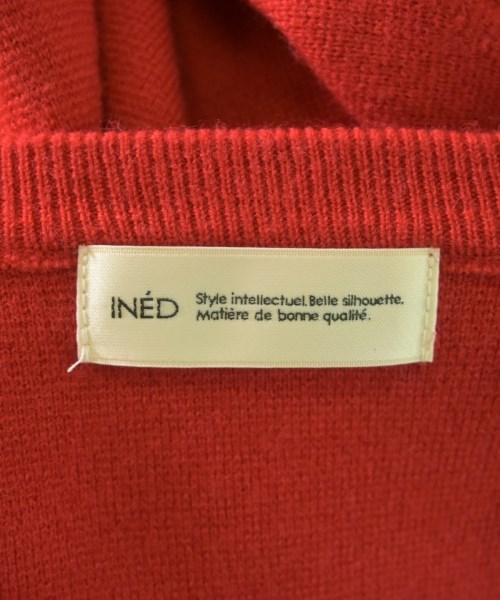 INÉD
Style intellectuel. Belle silhouette.
Matière de bonne qualité.